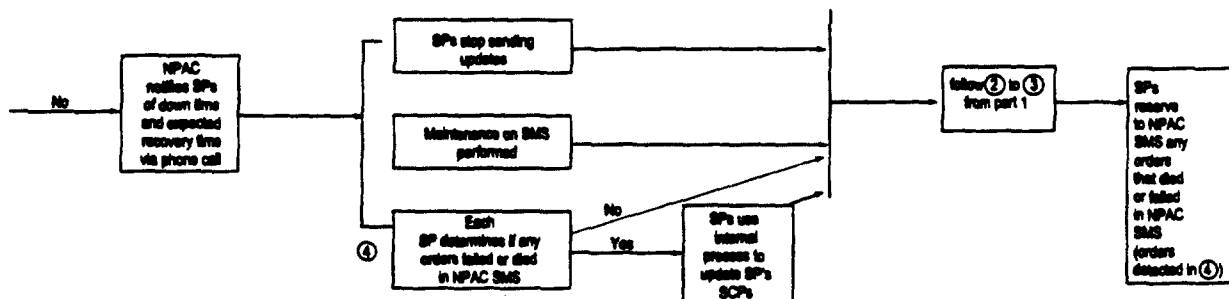 No
NPAC
notifies SPs
of down time
and expected
recovery time
via phone call
SPs stop sending
updates
Maintenance on SMS
performed
④
Each
SP determines if any
orders failed or died
in NPAC SMS
No
Yes
SPs use
internal
process to
update SP's
SCPs
follow ② to ③
from part 1
SPs
reserve
to NPAC
SMS any
orders
that died
or failed
in NPAC
SMS
(orders
detected in ④)